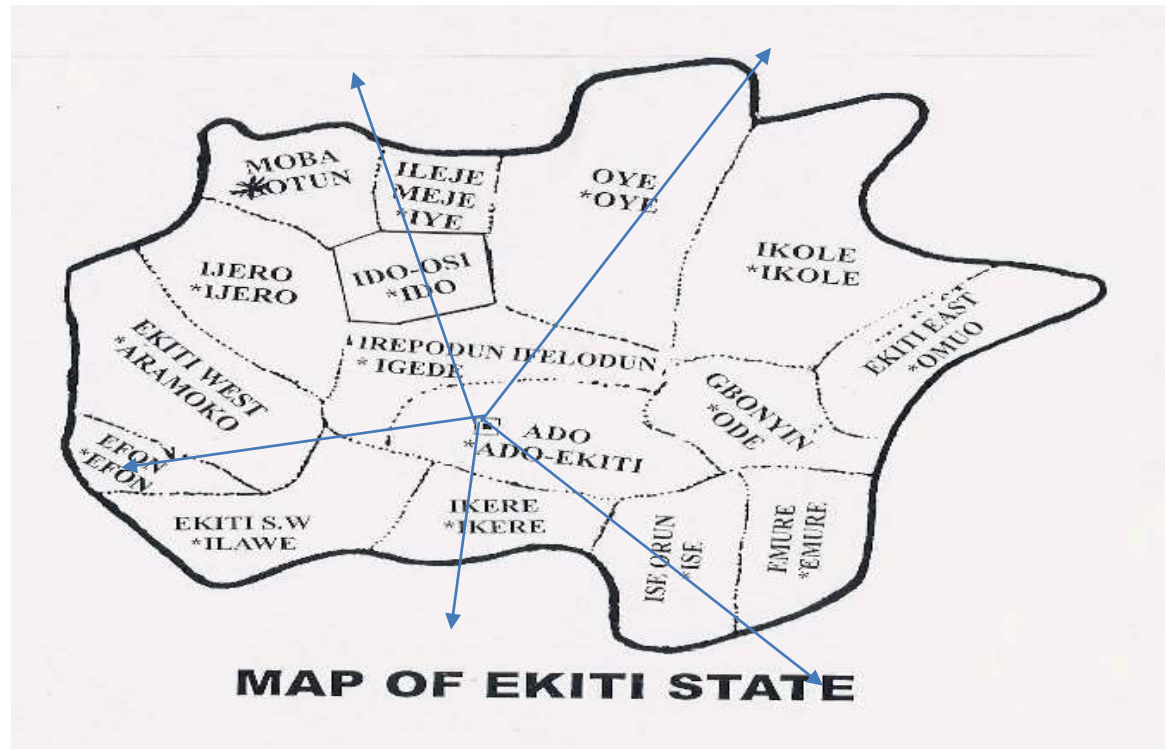 MOBA
*OTUN
ILEJE
MEJE
*IYE
OYE
*OYE
IKOLE
*IKOLE
IJERO
*IJERO
IDO-OSI
*IDO
EKITI EAST
*OMUO
EKITI WEST
*ARAMOKO
IREPODUN IFELODUN
* IGEDE
GBONYIN
*ODE
EFON
*EFON
ADO
*ADO-EKITI
EKITI S.W
*ILAWE
IKERE
*IKERE
ISE ORUN
*ISE
EMURE
*EMURE
MAP OF EKITI STATE